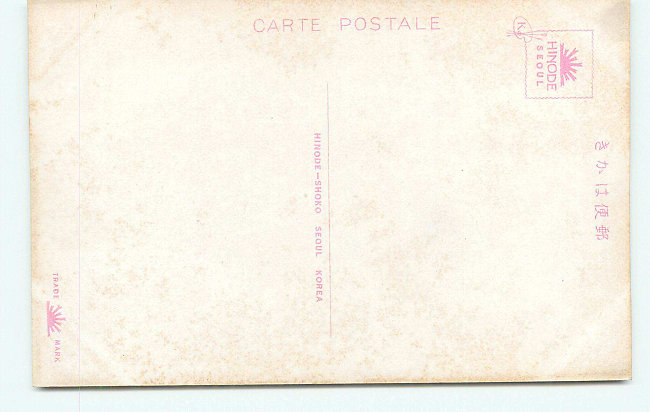 CARTE POSTALE
HINODE
SEOUL
きかは便郵
HINODE-SHOKO SEOUL KOREA
TRADE MARK